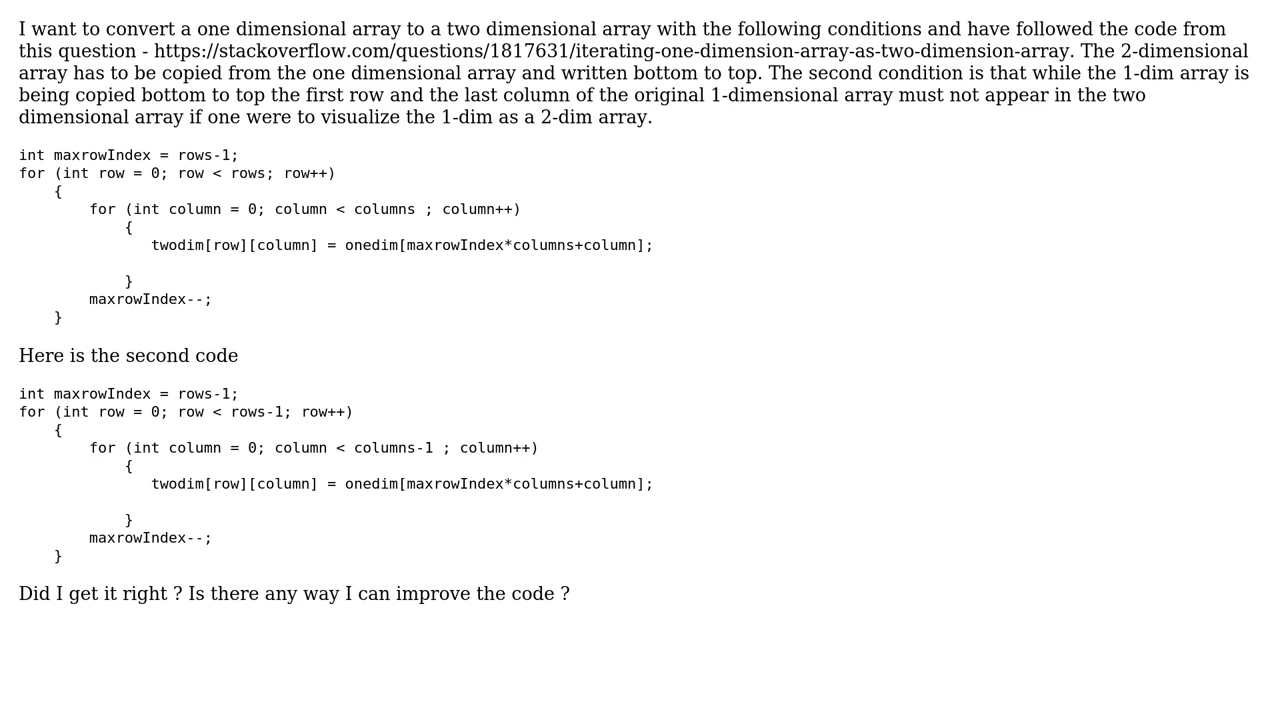 I want to convert a one dimensional array to a two dimensional array with the following conditions and have followed the code from
this question - https://stackoverflow.com/questions/1817631/iterating-one-dimension-array-as-two-dimension-array. The 2-dimensional
array has to be copied from the one dimensional array and written bottom to top. The second condition is that while the 1-dim array is
being copied bottom to top the first row and the last column of the original 1-dimensional array must not appear in the two
dimensional array if one were to visualize the 1-dim as a 2-dim array.
int maxrowIndex = rows-1;
for (int row = 0; row < rows; row++)
    {
        for (int column = 0; column < columns ; column++)
            {
               twodim[row][column] = onedim[maxrowIndex*columns+column];
            }
        maxrowIndex--;
    }
Here is the second code
int maxrowIndex = rows-1;
for (int row = 0; row < rows-1; row++)
    {
        for (int column = 0; column < columns-1 ; column++)
            {
               twodim[row][column] = onedim[maxrowIndex*columns+column];
            }
        maxrowIndex--;
    }
Did I get it right ? Is there any way I can improve the code ?